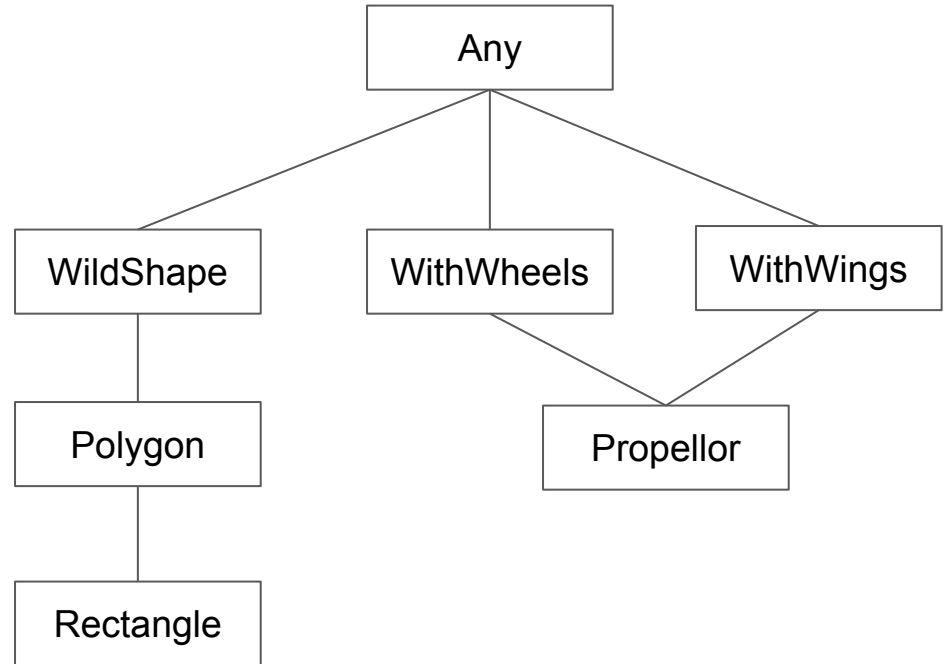 Any
WildShape
WithWheels
WithWings
Polygon
Propellor
Rectangle